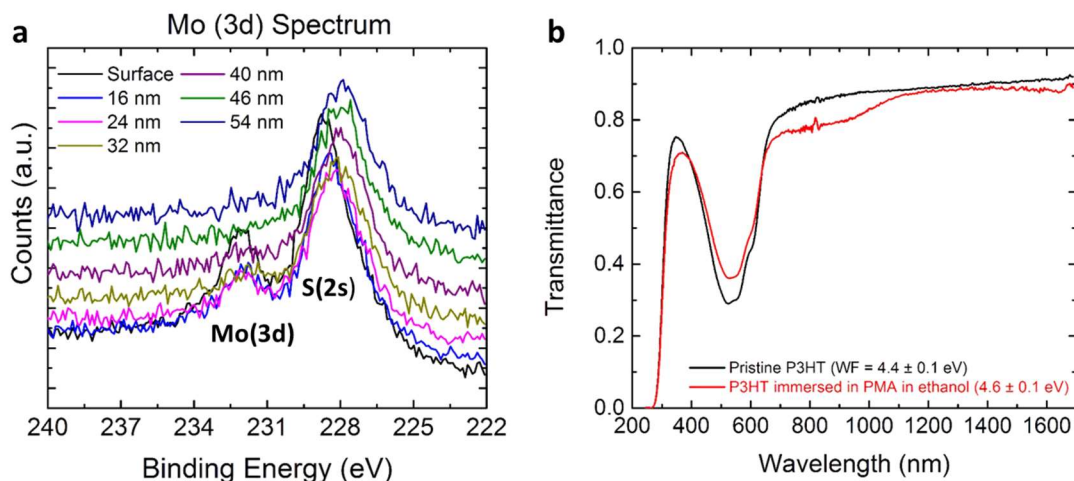 a
Mo (3d) Spectrum
Surface
16 nm
24 nm
32 nm
40 nm
46 nm
54 nm
S(2s)
Mo(3d)
Counts (a.u.)
240 237 234 231 228 225 222
Binding Energy (eV)
b
1.0
0.8
0.6
0.4
0.2
0.0
Transmittance
Pristine P3HT (WF = 4.4 ± 0.1 eV)
P3HT immersed in PMA in ethanol (4.6 ± 0.1 eV)
200 400 600 800 1000 1200 1400 1600
Wavelength (nm)